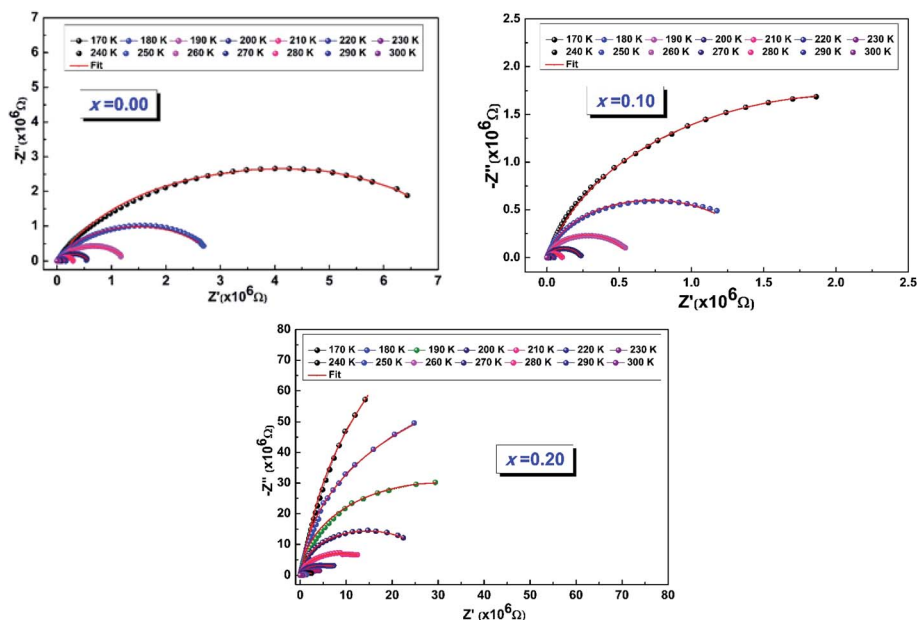 -7
170 K 180 K 190 K 200 K 210 K 220 K 230 K
240 K 250 K 260 K 270 K 280 K 290 K 300 K
Fit
6
x =0.00
5
4
3
2
1
0
-Z''(x10⁶Ω)
0 1 2 3 4 5 6 7
Z'(x10⁶Ω)
-2.5
170 K 180 K 190 K 200 K 210 K 220 K 230 K
240 K 250 K 260 K 270 K 280 K 290 K 300 K
Fit
2.0
x =0.10
1.5
1.0
0.5
0.0
-Z''(x10⁶Ω)
0.0 0.5 1.0 1.5 2.0 2.5
Z'(x10⁶Ω)
80
170 K 180 K 190 K 200 K 210 K 220 K 230 K
240 K 250 K 260 K 270 K 280 K 290 K 300 K
Fit
70
60
50
x =0.20
40
30
20
10
0
-Z'' (x10⁶Ω)
0 10 20 30 40 50 60 70 80
Z' (x10⁶Ω)